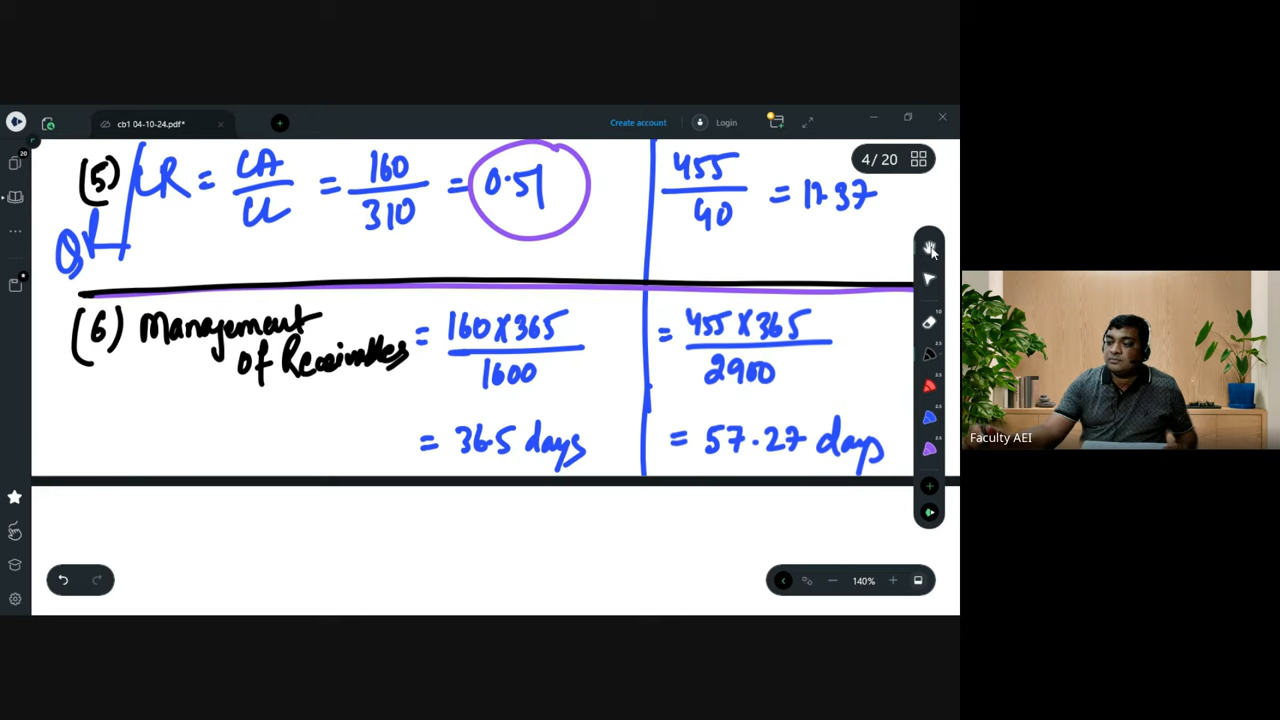 cb1 04-10-24.pdf*
Create account
Login
4 / 20
(5) CR = CA/CL = 160/310 = 0.51
455/40 = 11.37
Q
(6) Management of Receivables = 160 X 365/1600
= 455 X 365/2900
= 36.5 days
= 57.27 days
140%
Faculty AEI